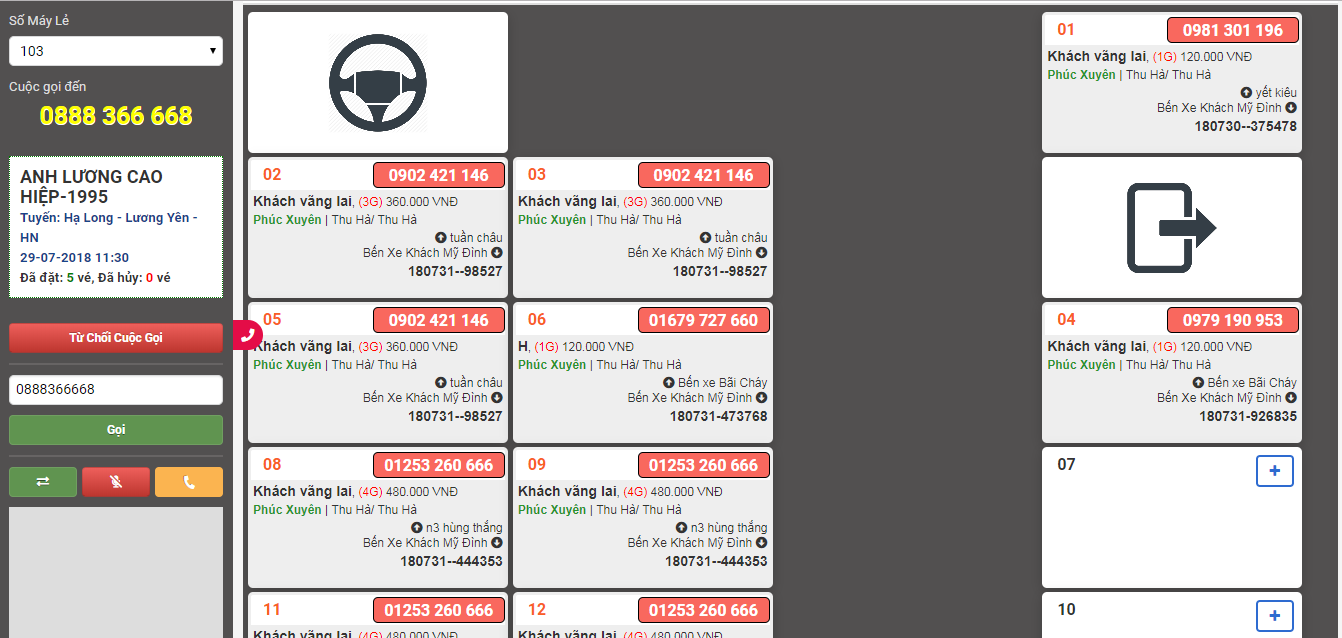 Số Máy Lẻ
103
Cuộc gọi đến
0888 366 668
ANH LƯƠNG CAO
HIỆP-1995
Tuyến: Hạ Long - Lương Yên -
HN
29-07-2018 11:30
Đã đặt: 5 vé, Đã hủy: 0 vé
Từ Chối Cuộc Gọi
0888366668
Gọi
01 0981 301 196
Khách vãng lai, (1G) 120.000 VNĐ
Phúc Xuyên | Thu Hà/ Thu Hà
yết kiêu
Bến Xe Khách Mỹ Đình
180730--375478
02 0902 421 146
Khách vãng lai, (3G) 360.000 VNĐ
Phúc Xuyên | Thu Hà/ Thu Hà
tuần châu
Bến Xe Khách Mỹ Đình
180731--98527
03 0902 421 146
Khách vãng lai, (3G) 360.000 VNĐ
Phúc Xuyên | Thu Hà/ Thu Hà
tuần châu
Bến Xe Khách Mỹ Đình
180731--98527
05 0902 421 146
Khách vãng lai, (3G) 360.000 VNĐ
Phúc Xuyên | Thu Hà/ Thu Hà
tuần châu
Bến Xe Khách Mỹ Đình
180731--98527
06 01679 727 660
H, (1G) 120.000 VNĐ
Phúc Xuyên | Thu Hà/ Thu Hà
Bến xe Bãi Cháy
Bến Xe Khách Mỹ Đình
180731-473768
04 0979 190 953
Khách vãng lai, (1G) 120.000 VNĐ
Phúc Xuyên | Thu Hà/ Thu Hà
Bến xe Bãi Cháy
Bến Xe Khách Mỹ Đình
180731-926835
08 01253 260 666
Khách vãng lai, (4G) 480.000 VNĐ
Phúc Xuyên | Thu Hà/ Thu Hà
n3 hùng thắng
Bến Xe Khách Mỹ Đình
180731--444353
09 01253 260 666
Khách vãng lai, (4G) 480.000 VNĐ
Phúc Xuyên | Thu Hà/ Thu Hà
n3 hùng thắng
Bến Xe Khách Mỹ Đình
180731--444353
07 +
11 01253 260 666
Khách vãng lai, (4G) 480.000 VNĐ
12 01253 260 666
Khách vãng lai, (4G) 480.000 VNĐ
10 +